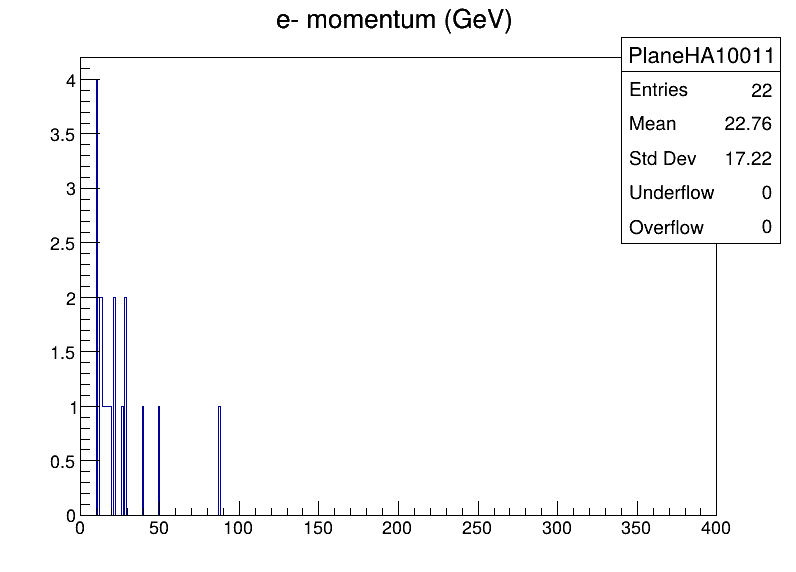 e- momentum (GeV)
PlaneHA10011
Entries 22
Mean 22.76
Std Dev 17.22
Underflow 0
Overflow 0
4
3.5
3
2.5
2
1.5
1
0.5
0
0 50 100 150 200 250 300 350 400